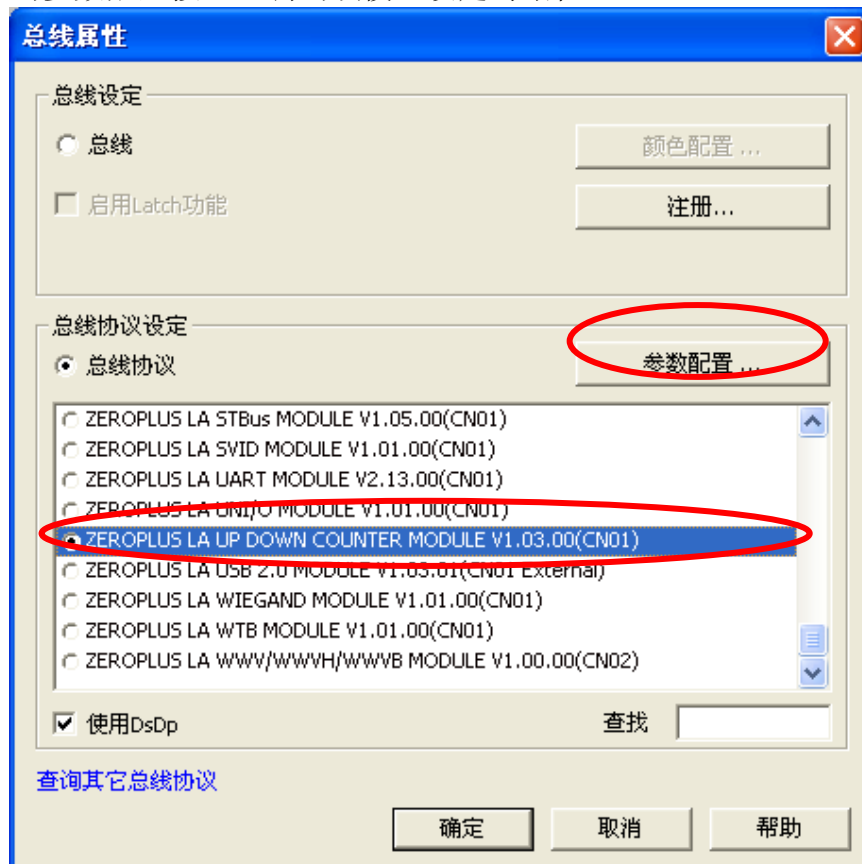 总线属性
总线设定
总线
颜色配置 ...
启用Latch功能
注册...
总线协议设定
总线协议
参数配置 ...
ZEROPLUS LA STBus MODULE V1.05.00(CN01)
ZEROPLUS LA SVID MODULE V1.01.00(CN01)
ZEROPLUS LA UART MODULE V2.13.00(CN01)
ZEROPLUS LA UNI/O MODULE V1.01.00(CN01)
ZEROPLUS LA UP DOWN COUNTER MODULE V1.03.00(CN01)
ZEROPLUS LA USB 2.0 MODULE V1.03.01(CN01 External)
ZEROPLUS LA WIEGAND MODULE V1.01.00(CN01)
ZEROPLUS LA WTB MODULE V1.01.00(CN01)
ZEROPLUS LA WWV/WWVH/WWVB MODULE V1.00.00(CN02)
使用DsDp
查找
查询其它总线协议
确定
取消
帮助